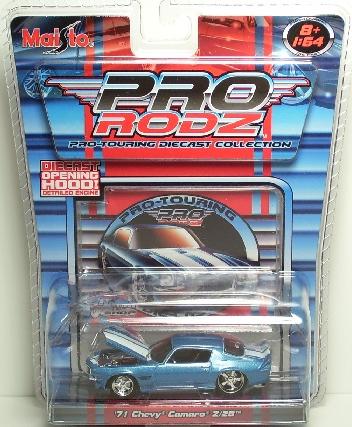 Maisto
8+
1:64
PRO
RODZ
PRO-TOURING DIECAST COLLECTION
DIECAST
OPENING
HOOD!
DETAILED ENGINE
PRO-TOURING
PRO
'71 Chevy Camaro Z/28